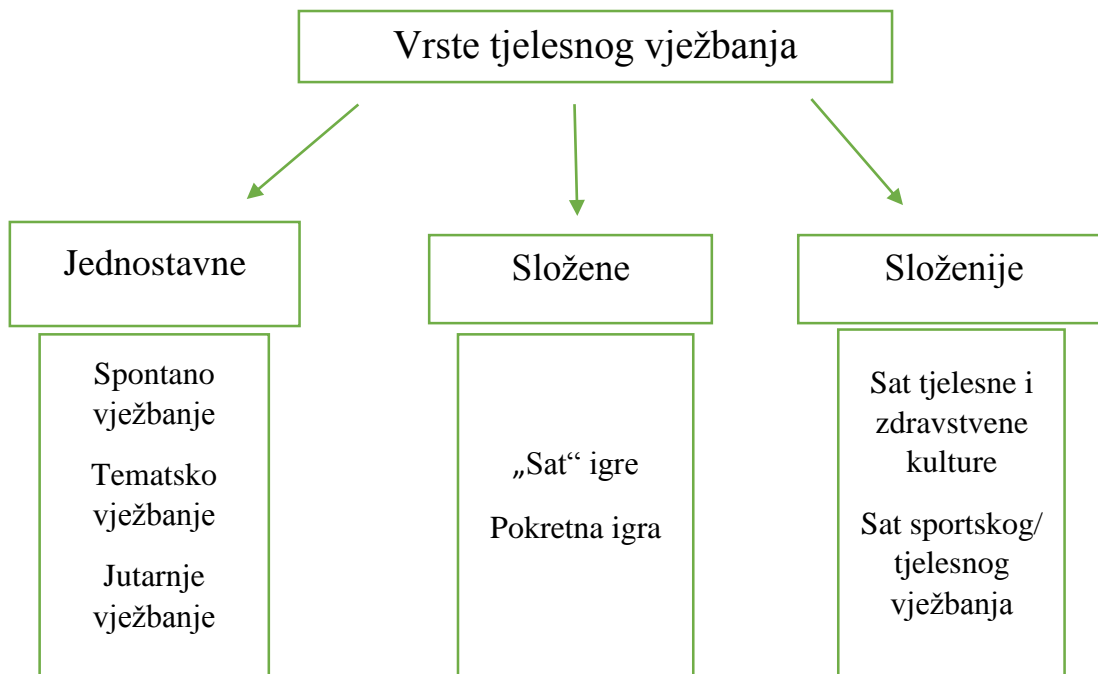 Vrste tjelesnog vježbanja
Jednostavne
Spontano
vježbanje
Tematsko
vježbanje
Jutarnje
vježbanje
Složene
„Sat“ igre
Pokretna igra
Složenije
Sat tjelesne i
zdravstvene
kulture
Sat sportskog/
tjelesnog
vježbanja